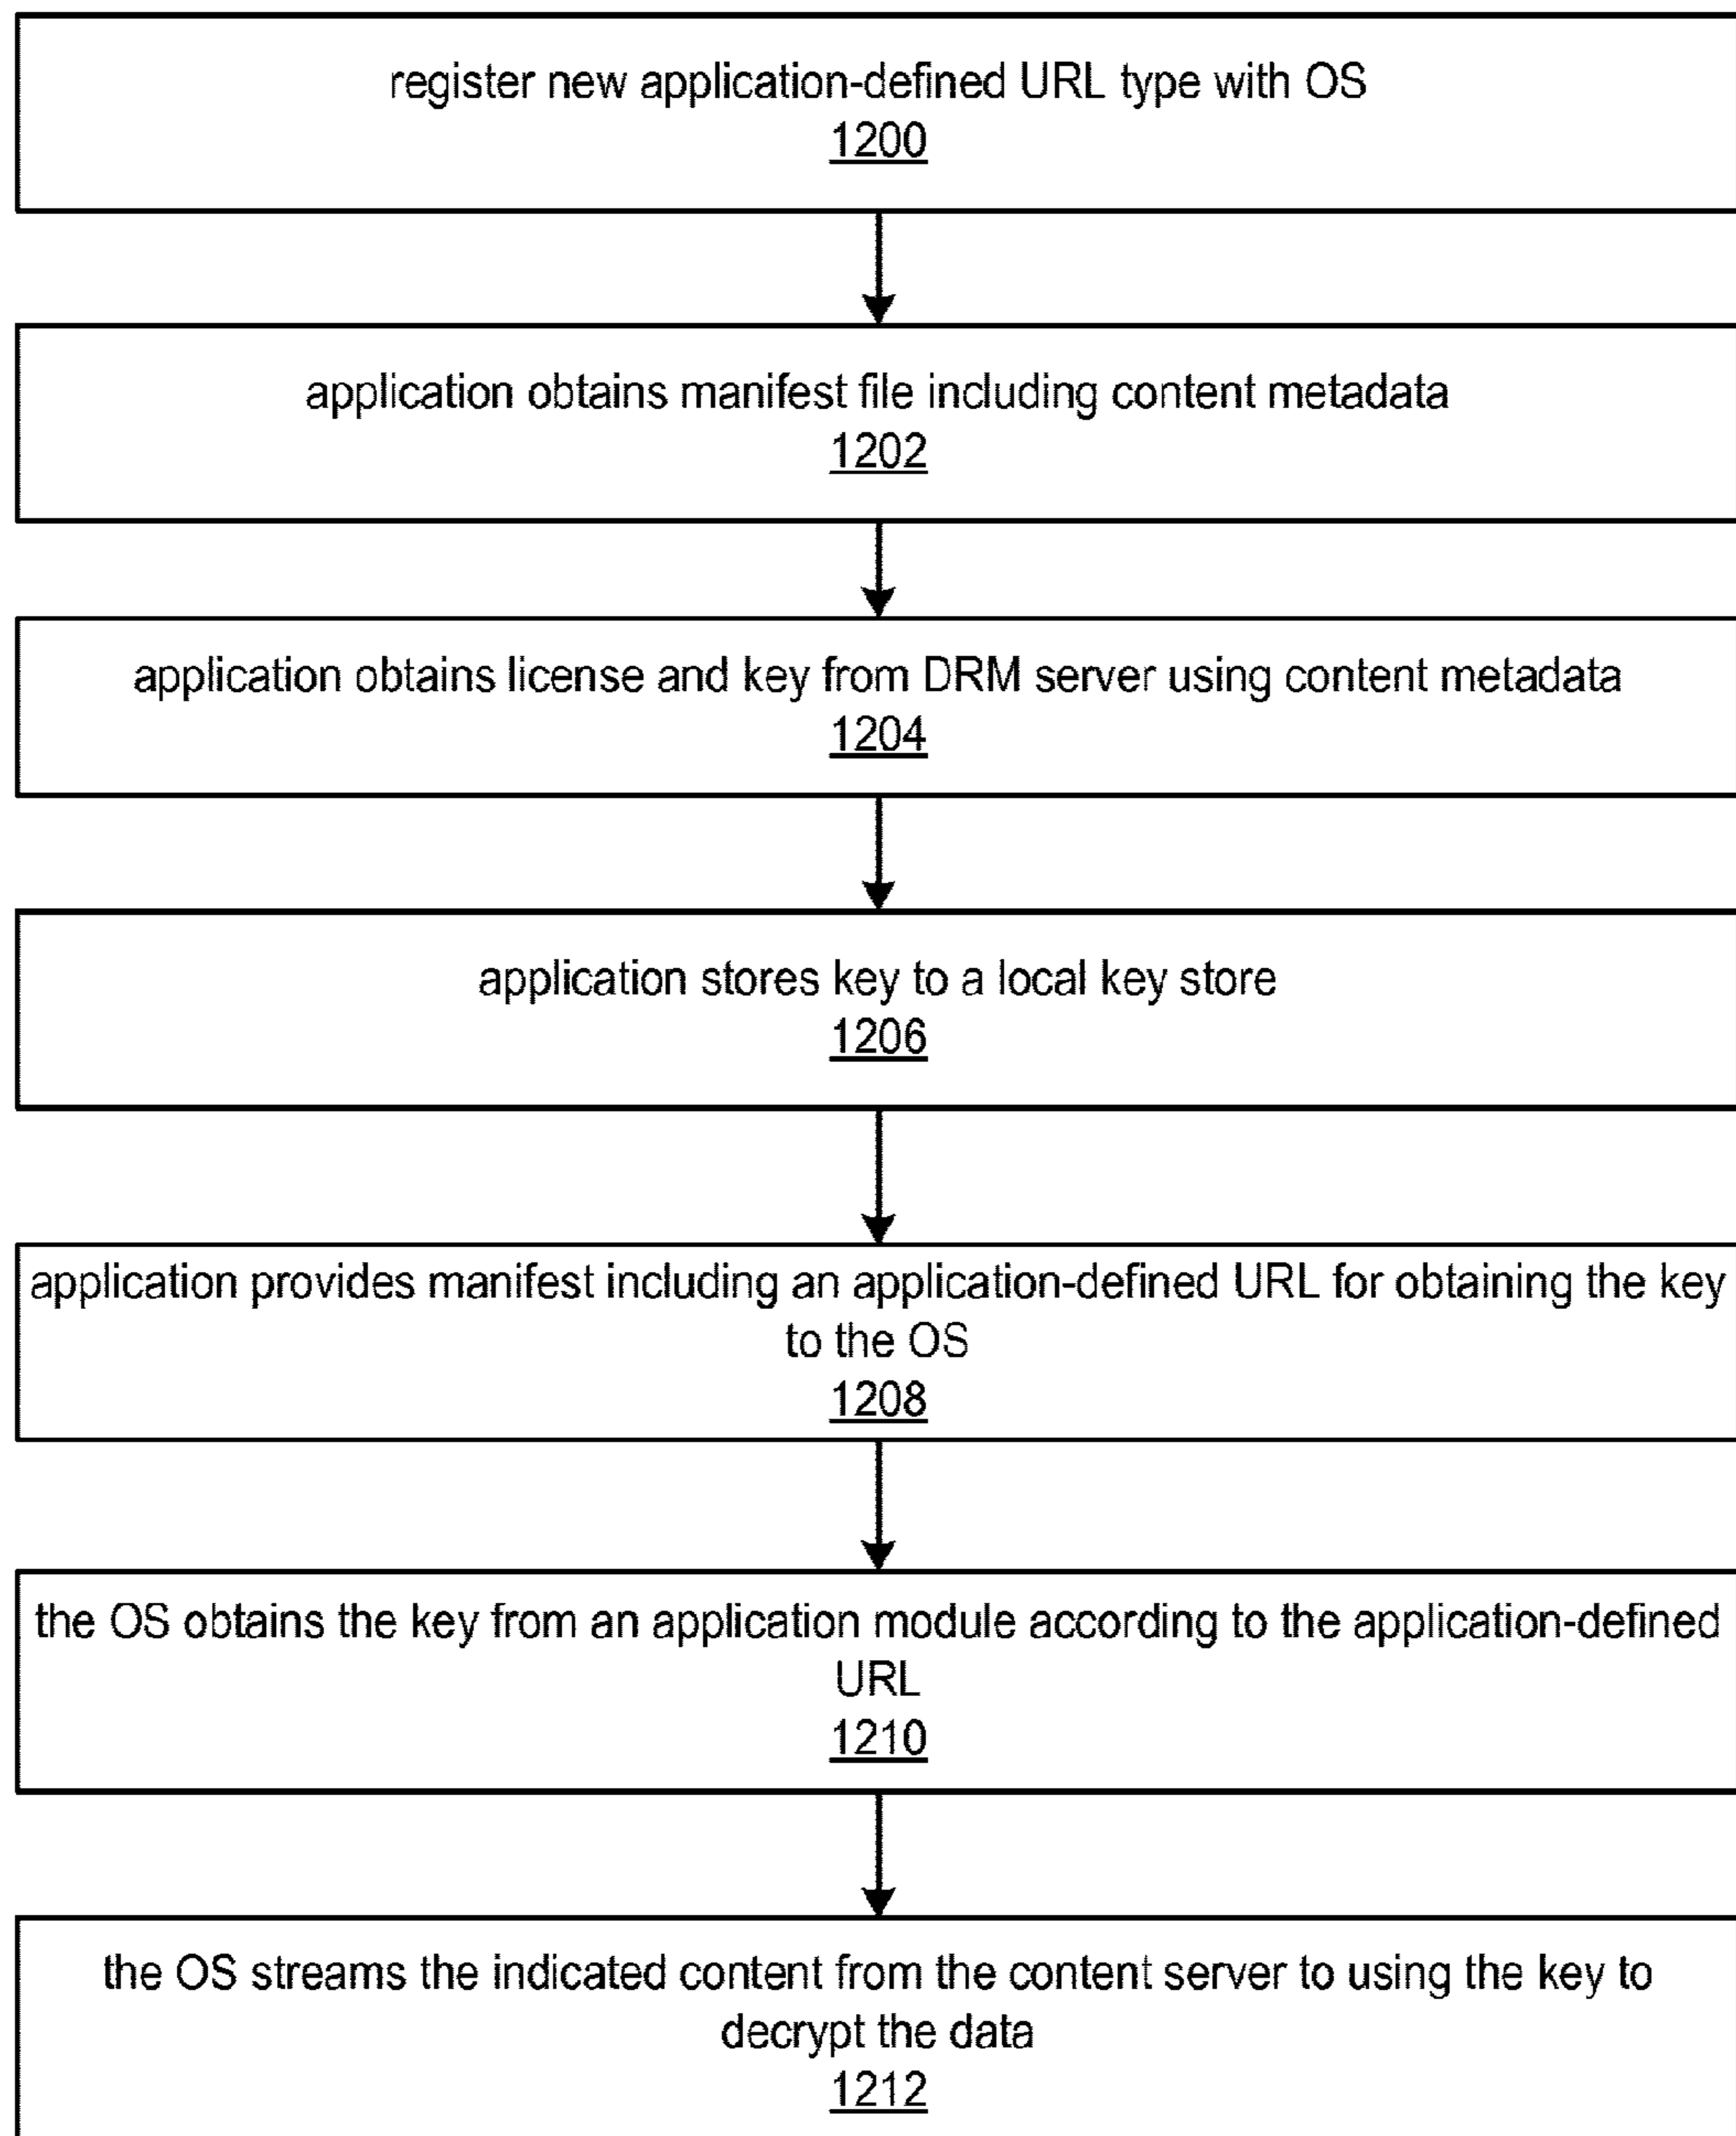 register new application-defined URL type with OS
1200
application obtains manifest file including content metadata
1202
application obtains license and key from DRM server using content metadata
1204
application stores key to a local key store
1206
application provides manifest including an application-defined URL for obtaining the key
to the OS
1208
the OS obtains the key from an application module according to the application-defined
URL
1210
the OS streams the indicated content from the content server to using the key to
decrypt the data
1212